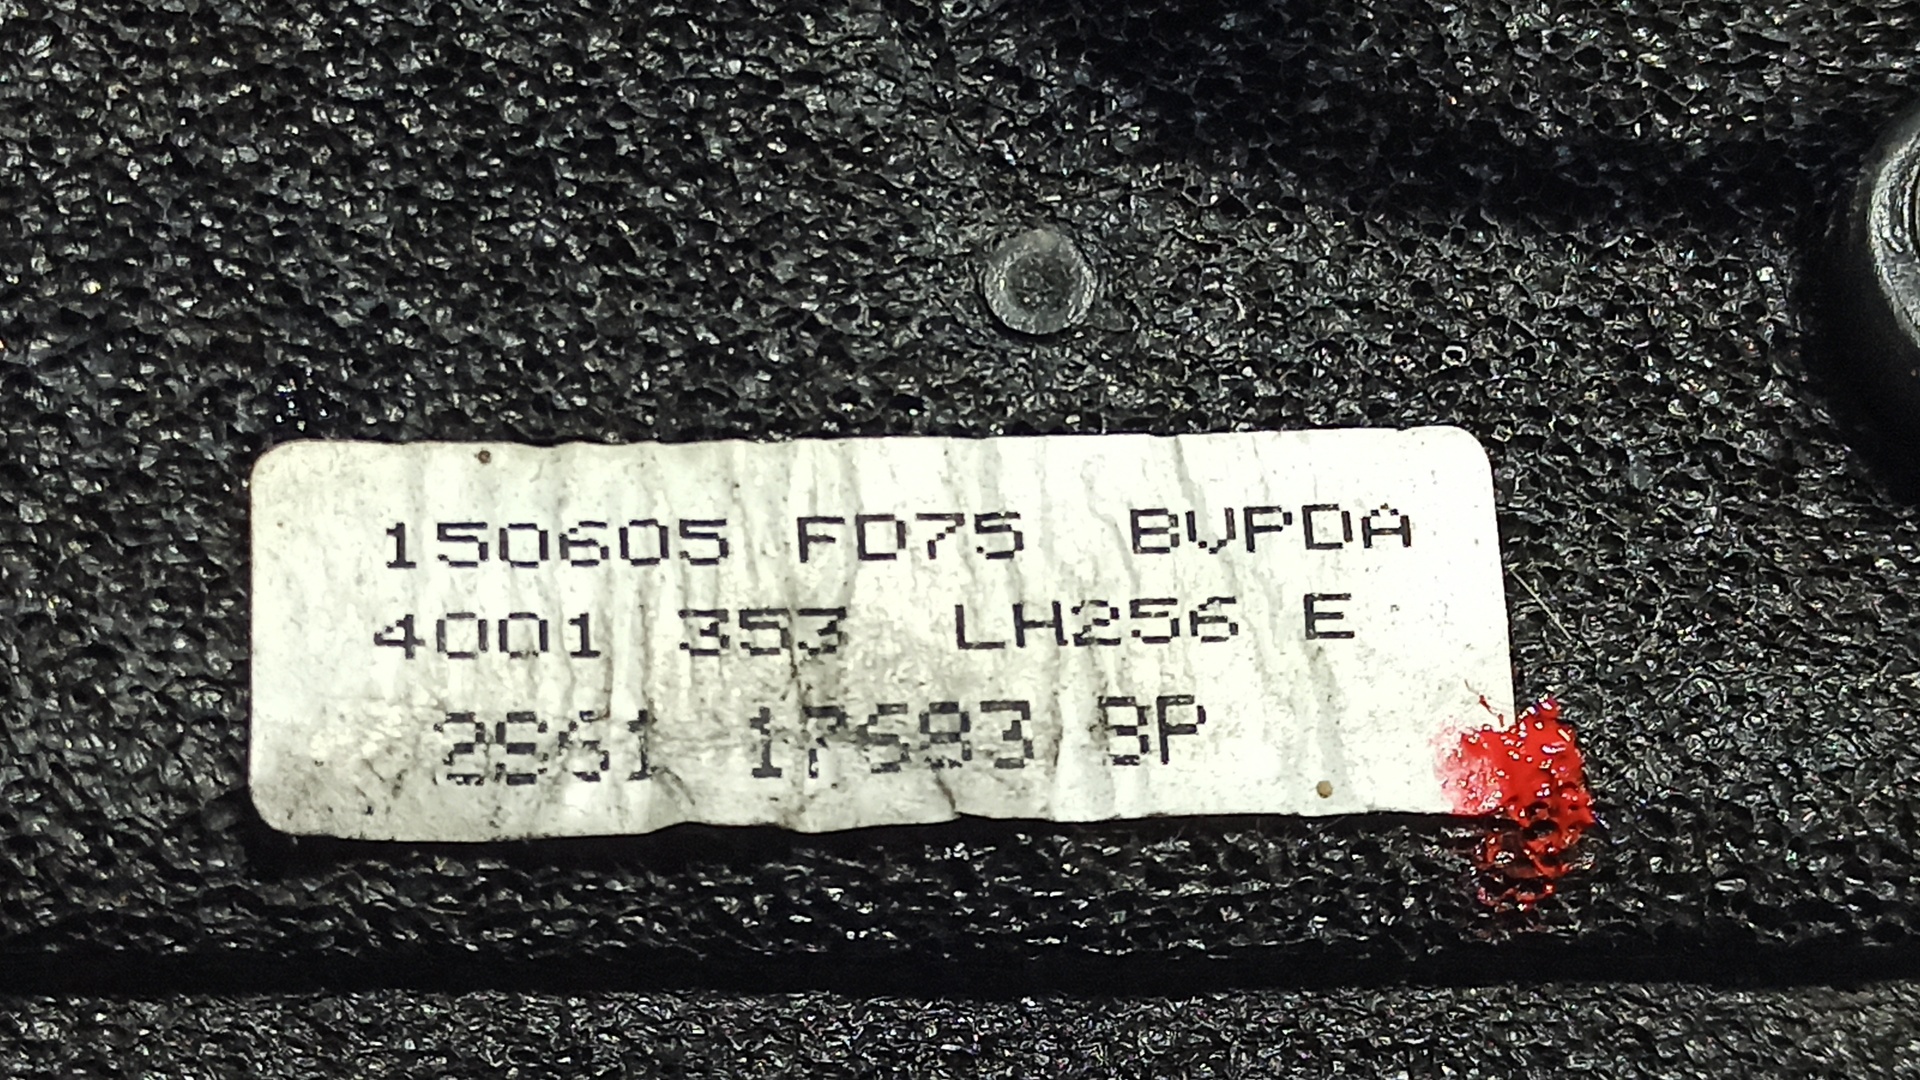 150605 FD75 BVPDA
4001 353 LH256 E
2S61 17683 BP